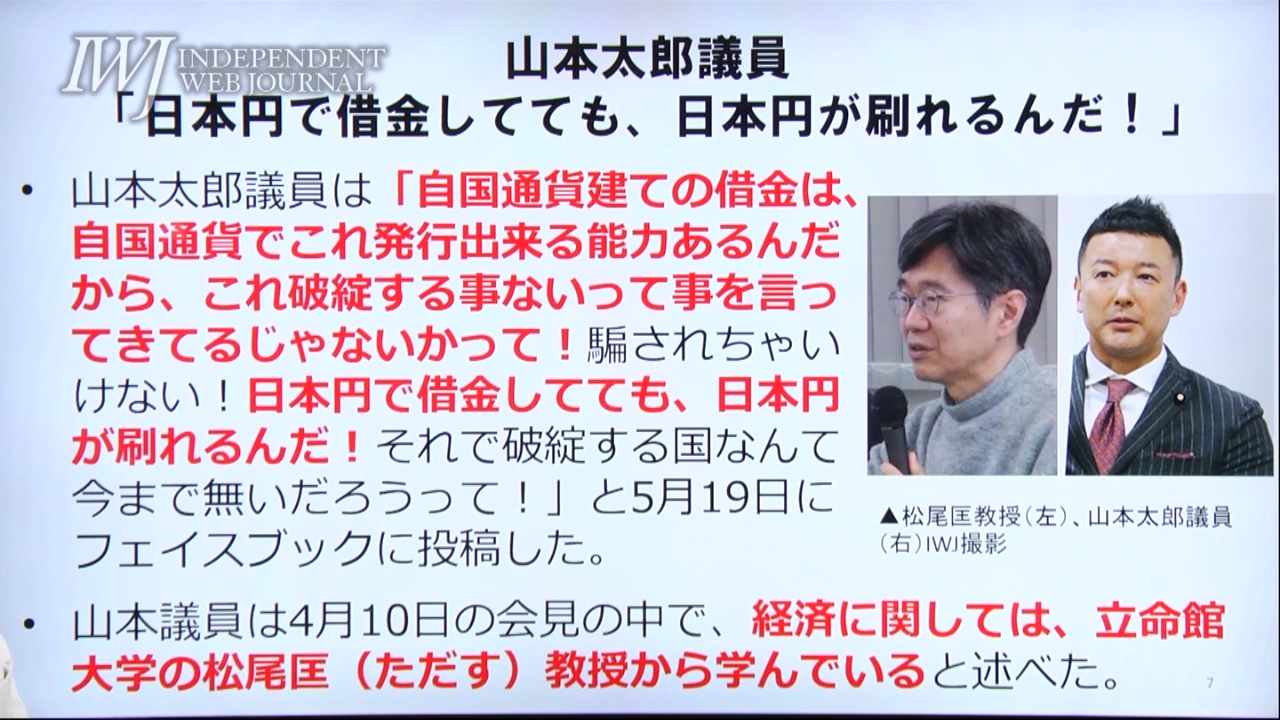 IWJ INDEPENDENT
WEB JOURNAL
山本太郎議員
「日本円で借金してても、日本円が刷れるんだ！」
• 山本太郎議員は「自国通貨建ての借金は、
自国通貨でこれ発行出来る能力あるんだ
から、これ破綻する事ないって事を言っ
てきてるじゃないかって！騙されちゃい
けない！日本円で借金してても、日本円
が刷れるんだ！それで破綻する国なんて
今まで無いだろうって！」と5月19日に
フェイスブックに投稿した。
▲松尾匡教授（左）、山本太郎議員
（右）IWJ撮影
• 山本議員は4月10日の会見の中で、経済に関しては、立命館
大学の松尾匡（ただす）教授から学んでいると述べた。
7